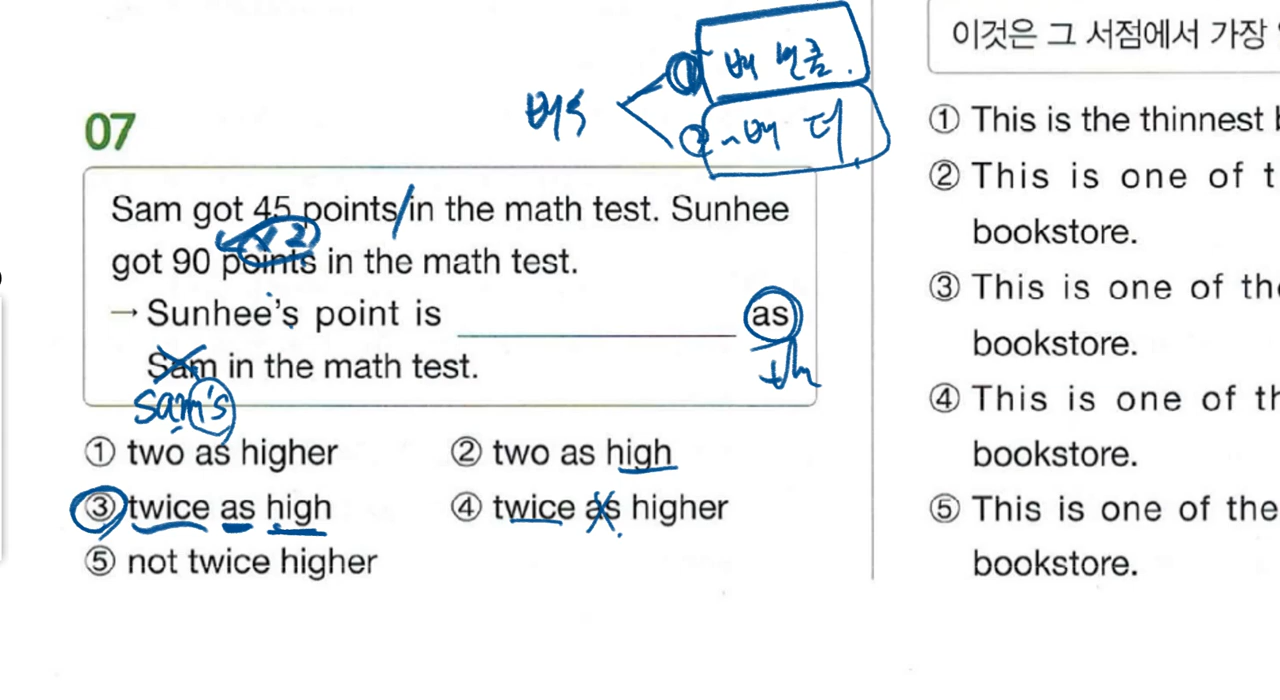 배수
① 배 만큼.
② ~배 더
07
Sam got 45 points/in the math test. Sunhee
(×2)
got 90 points in the math test.
→ Sunhee's point is ____________ as
Sam in the math test.
than
Sam's
① two as higher
② two as high
③ twice as high
④ twice as higher
⑤ not twice higher
이것은 그 서점에서 가장
① This is the thinnest
② This is one of t
bookstore.
③ This is one of the
bookstore.
④ This is one of th
bookstore.
⑤ This is one of the
bookstore.